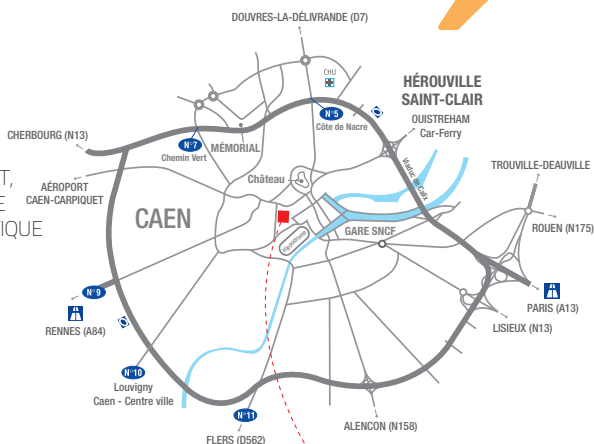 DOUVRES-LA-DÉLIVRANDE (D7)
CHU
HÉROUVILLE
SAINT-CLAIR
N°5
Côte de Nacre
OUISTREHAM
Car-Ferry
CHERBOURG (N13)
N°7
Chemin Vert
MÉMORIAL
Viaduc de Calix
TROUVILLE-DEAUVILLE
T,
E
TIQUE
AÉROPORT
CAEN-CARPIQUET
Château
CAEN
GARE SNCF
Hippodrome
ROUEN (N175)
N°9
RENNES (A84)
PARIS (A13)
LISIEUX (N13)
N°10
Louvigny
Caen - Centre ville
N°11
FLERS (D562)
ALENCON (N158)